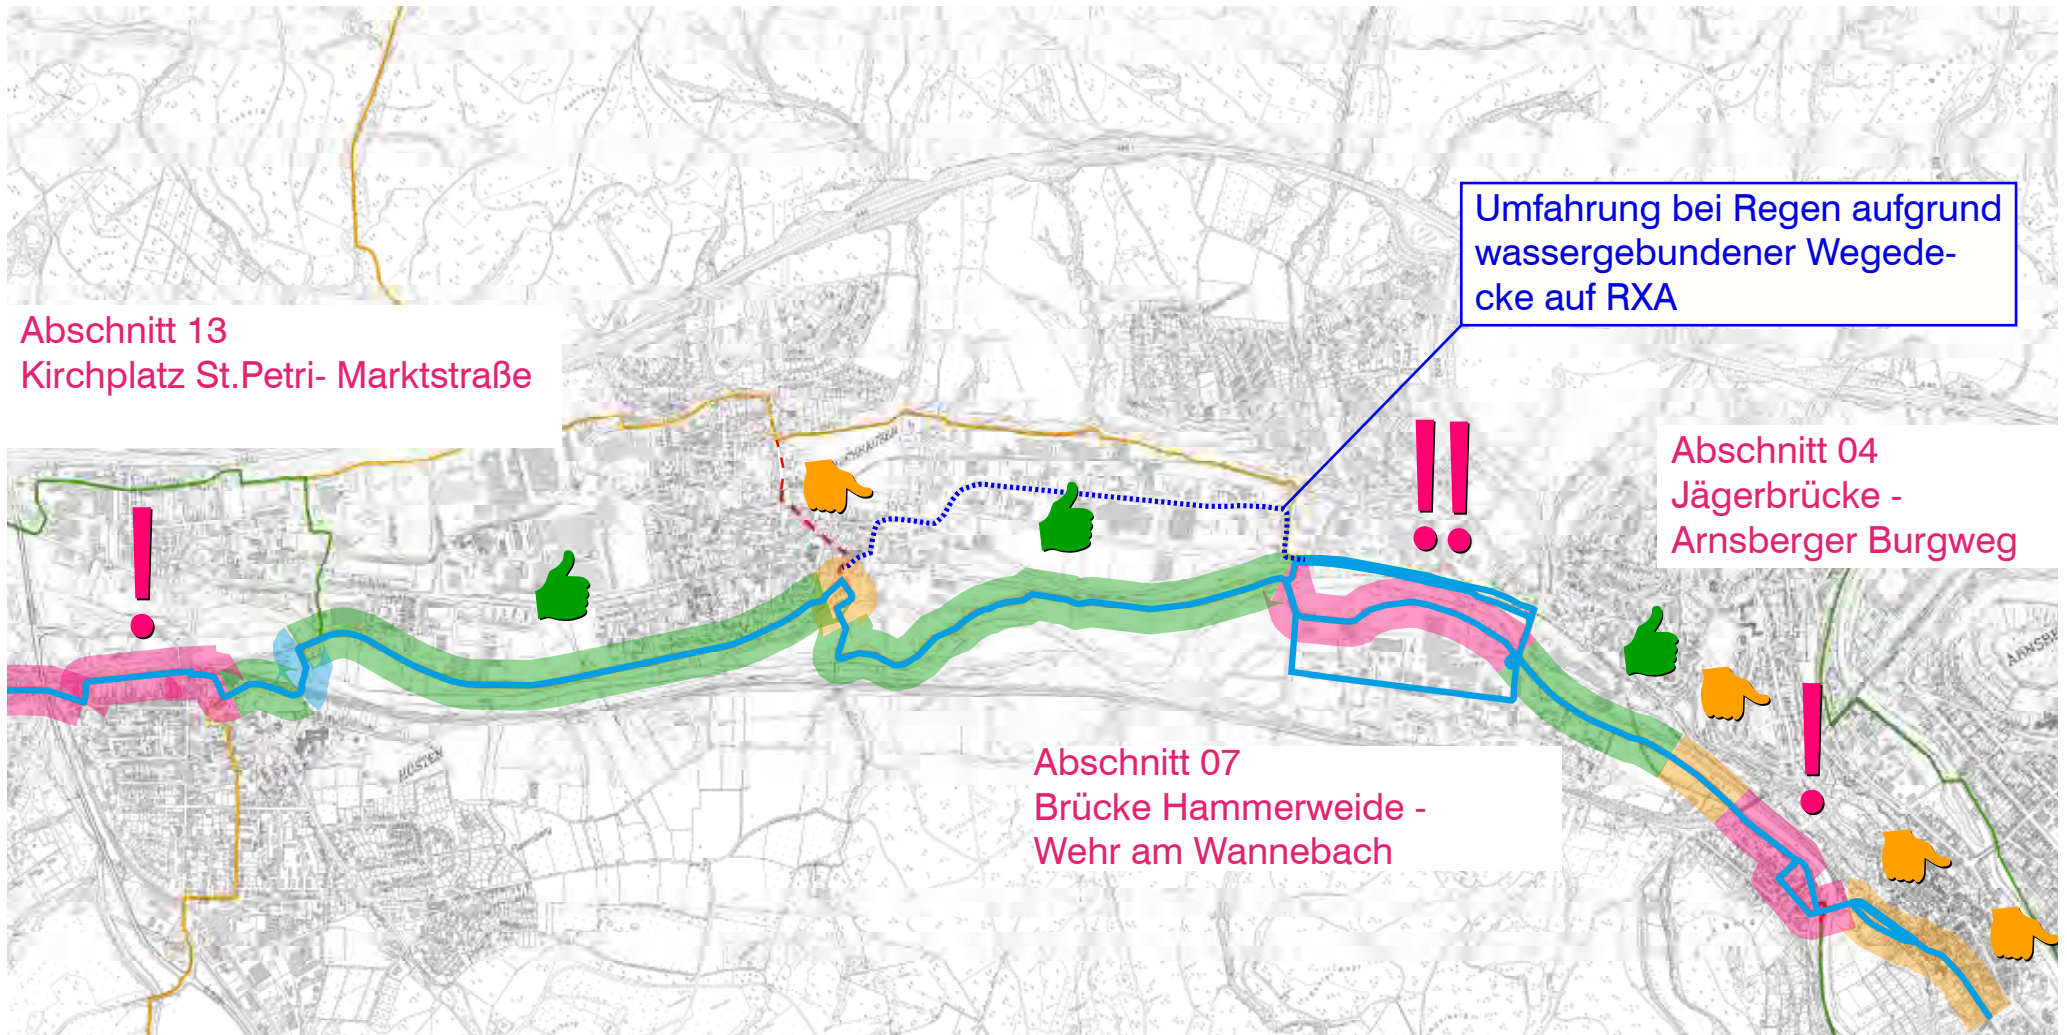 Umfahrung bei Regen aufgrund
wassergebundener Wegede-
cke auf RXA
Abschnitt 13
Kirchplatz St.Petri- Marktstraße
Abschnitt 04
Jägerbrücke -
Arnsberger Burgweg
Abschnitt 07
Brücke Hammerweide -
Wehr am Wannebach
HÜSTEN